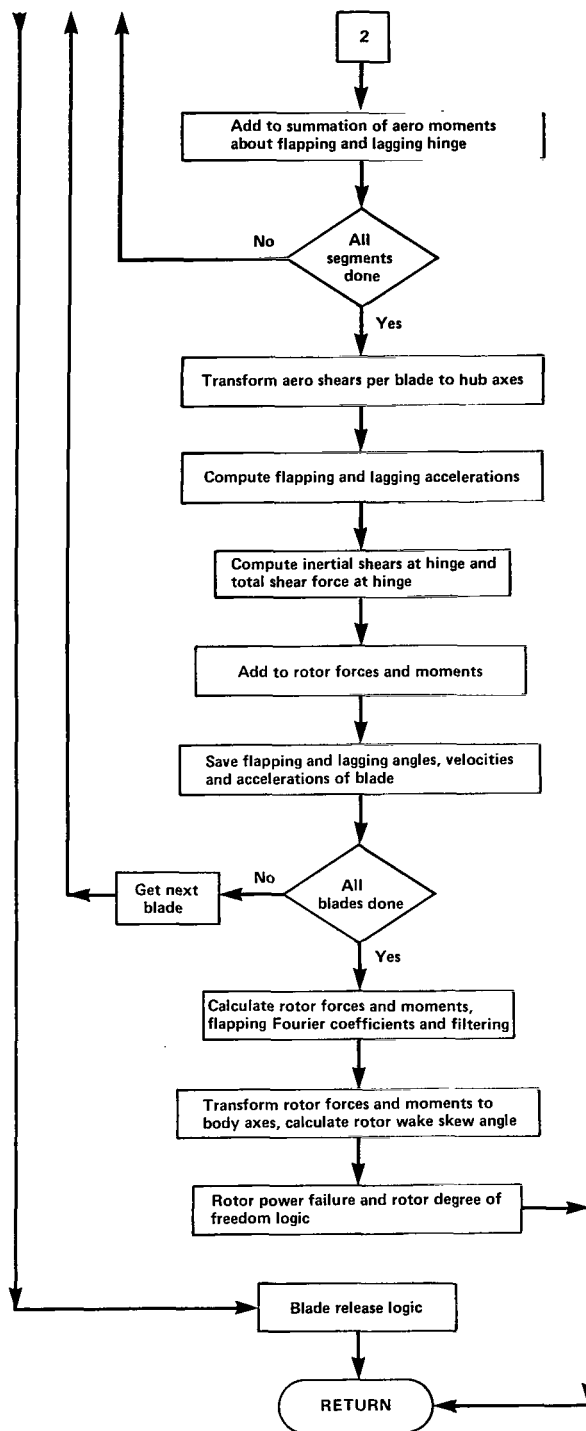 2
Add to summation of aero moments
about flapping and lagging hinge
No
All
segments
done
Yes
Transform aero shears per blade to hub axes
Compute flapping and lagging accelerations
Compute inertial shears at hinge and
total shear force at hinge
Add to rotor forces and moments
Save flapping and lagging angles, velocities
and accelerations of blade
Get next
blade
No
All
blades done
Yes
Calculate rotor forces and moments,
flapping Fourier coefficients and filtering
Transform rotor forces and moments to
body axes, calculate rotor wake skew angle
Rotor power failure and rotor degree of
freedom logic
Blade release logic
RETURN